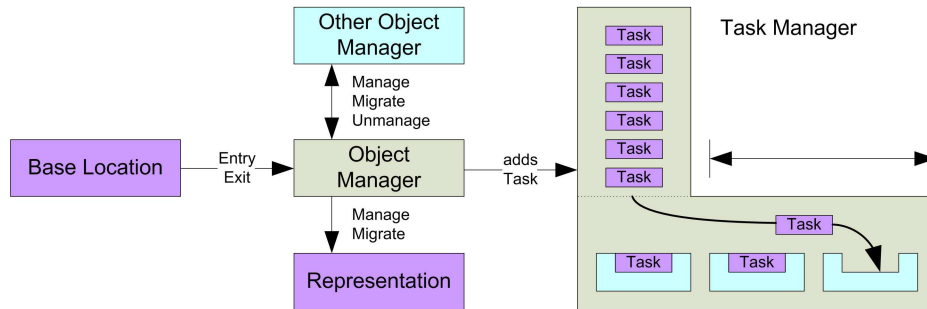 Other Object
Manager
Task
Task
Task
Task
Task
Task
Task Manager
Manage
Migrate
Unmanage
Base Location
Entry
Exit
Object
Manager
adds
Task
Manage
Migrate
Representation
Task
Task
Task